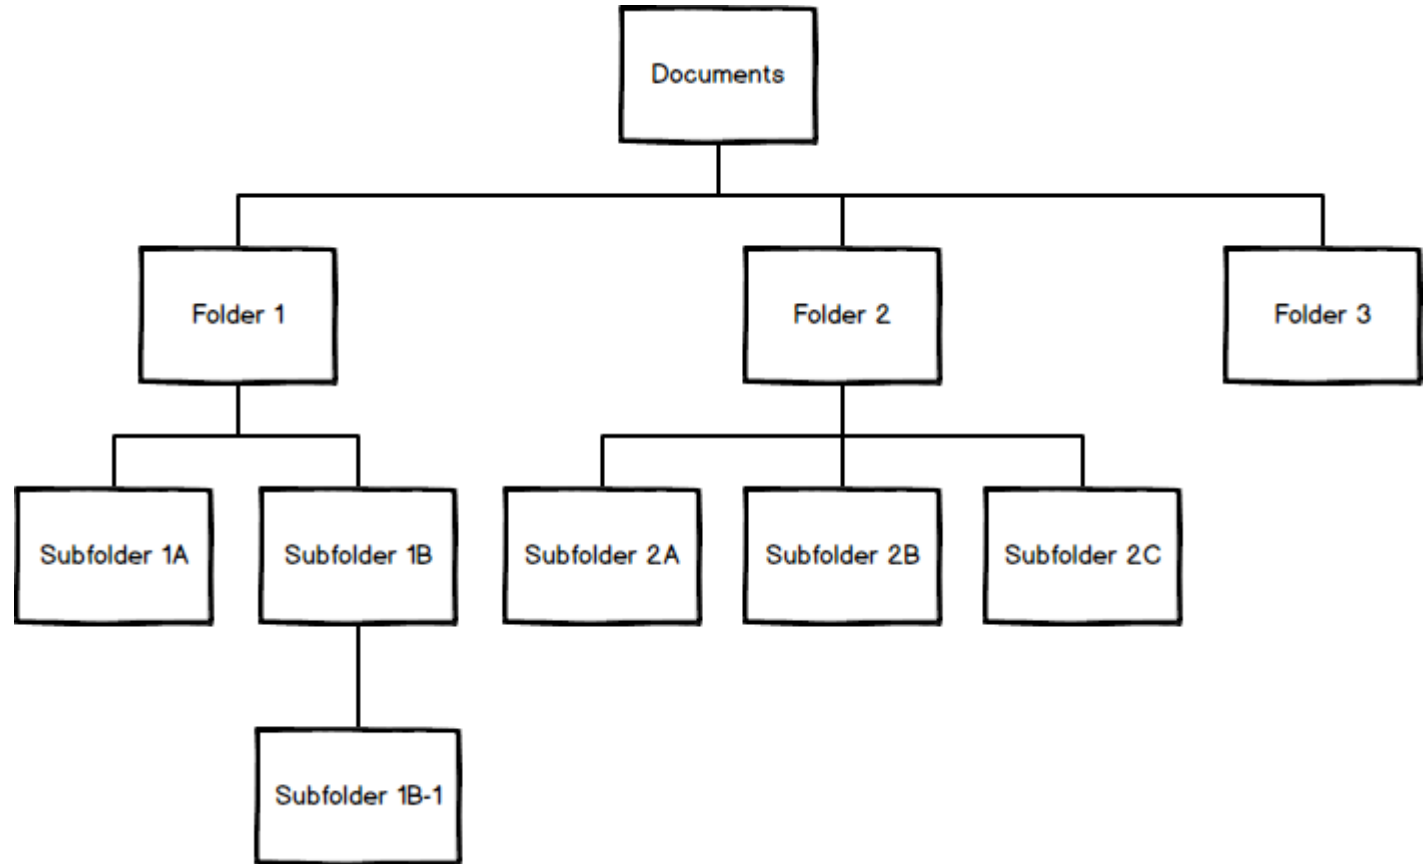 Documents
Folder 1
Folder 2
Folder 3
Subfolder 1A
Subfolder 1B
Subfolder 2A
Subfolder 2B
Subfolder 2C
Subfolder 1B-1